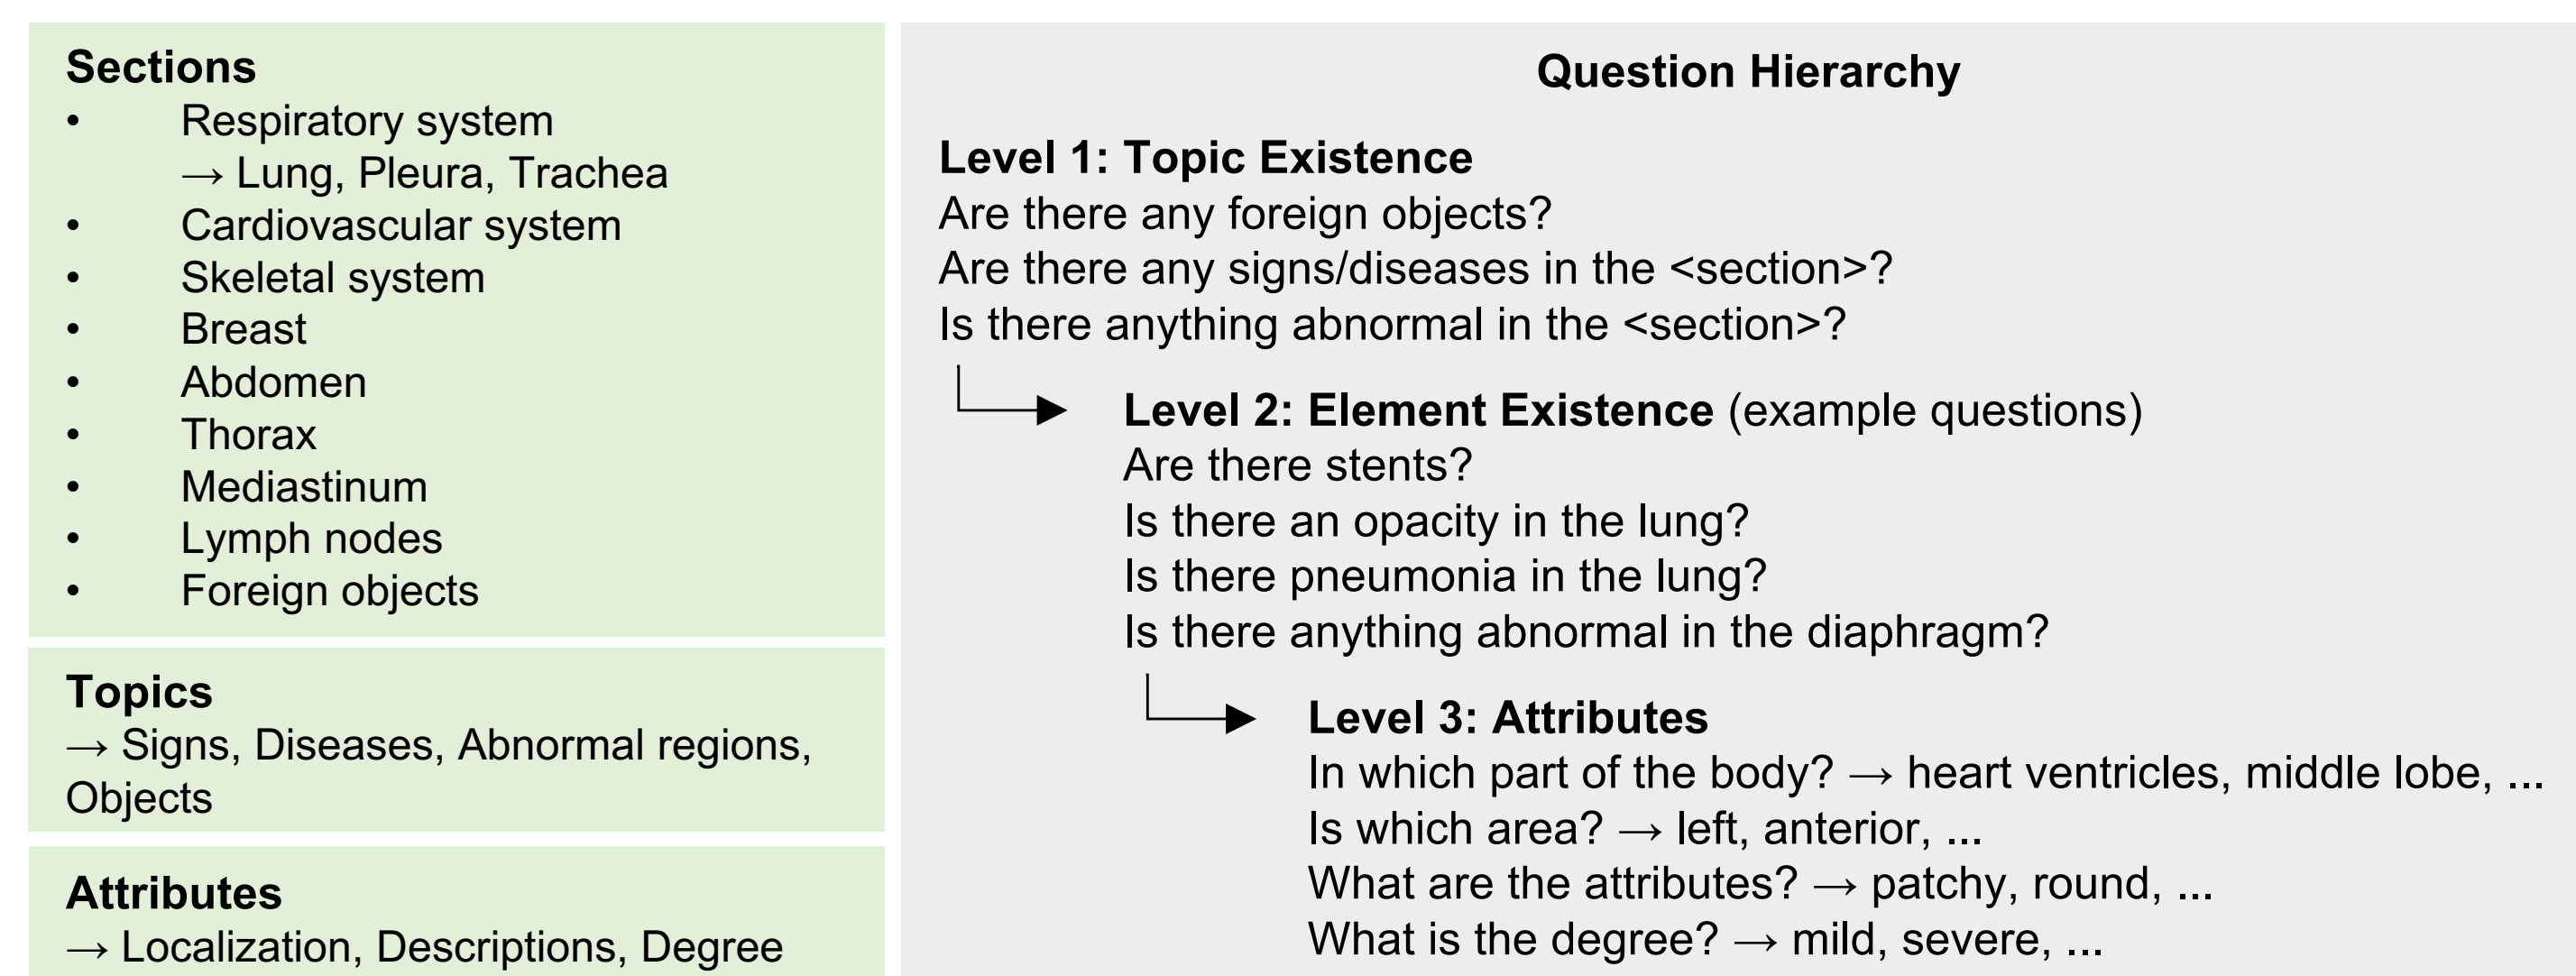 Sections
• Respiratory system
→ Lung, Pleura, Trachea
• Cardiovascular system
• Skeletal system
• Breast
• Abdomen
• Thorax
• Mediastinum
• Lymph nodes
• Foreign objects
Topics
→ Signs, Diseases, Abnormal regions,
Objects
Attributes
→ Localization, Descriptions, Degree
Question Hierarchy
Level 1: Topic Existence
Are there any foreign objects?
Are there any signs/diseases in the <section>?
Is there anything abnormal in the <section>?
Level 2: Element Existence (example questions)
Are there stents?
Is there an opacity in the lung?
Is there pneumonia in the lung?
Is there anything abnormal in the diaphragm?
Level 3: Attributes
In which part of the body? → heart ventricles, middle lobe, ...
Is which area? → left, anterior, ...
What are the attributes? → patchy, round, ...
What is the degree? → mild, severe, ...